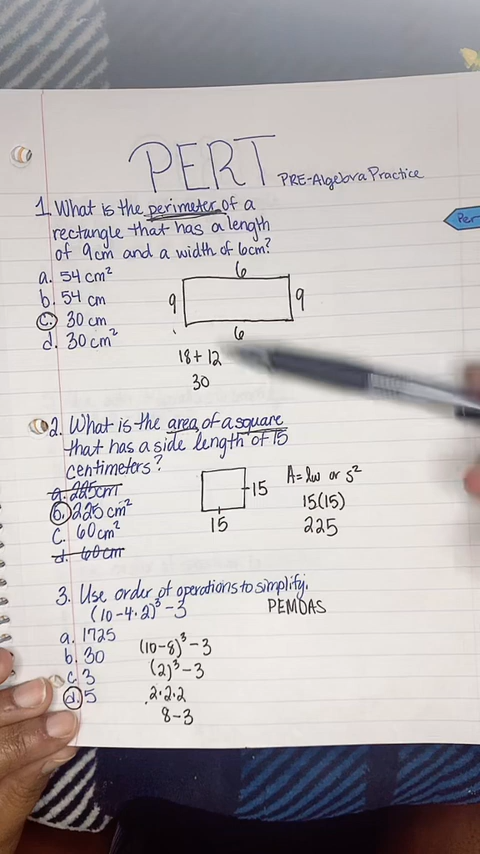 PERT
PRE-Algebra Practice
Per
1. What is the perimeter of a
rectangle that has a length
of 9cm and a width of 6cm?
a. 54 cm²
b. 54 cm
c. 30 cm
d. 30 cm²
6
9
9
6
18+12
30
2. What is the area of a square
that has a side length of 15
centimeters?
a. 225cm
b. 225 cm²
c. 60cm²
d. 60cm
15
15
A=lw or s²
15(15)
225
3. Use order of operations to simplify.
(10-4·2)³-3
PEMDAS
a. 1725
b. 30
c. 3
d. 5
(10-8)³-3
(2)³-3
2·2·2
8-3